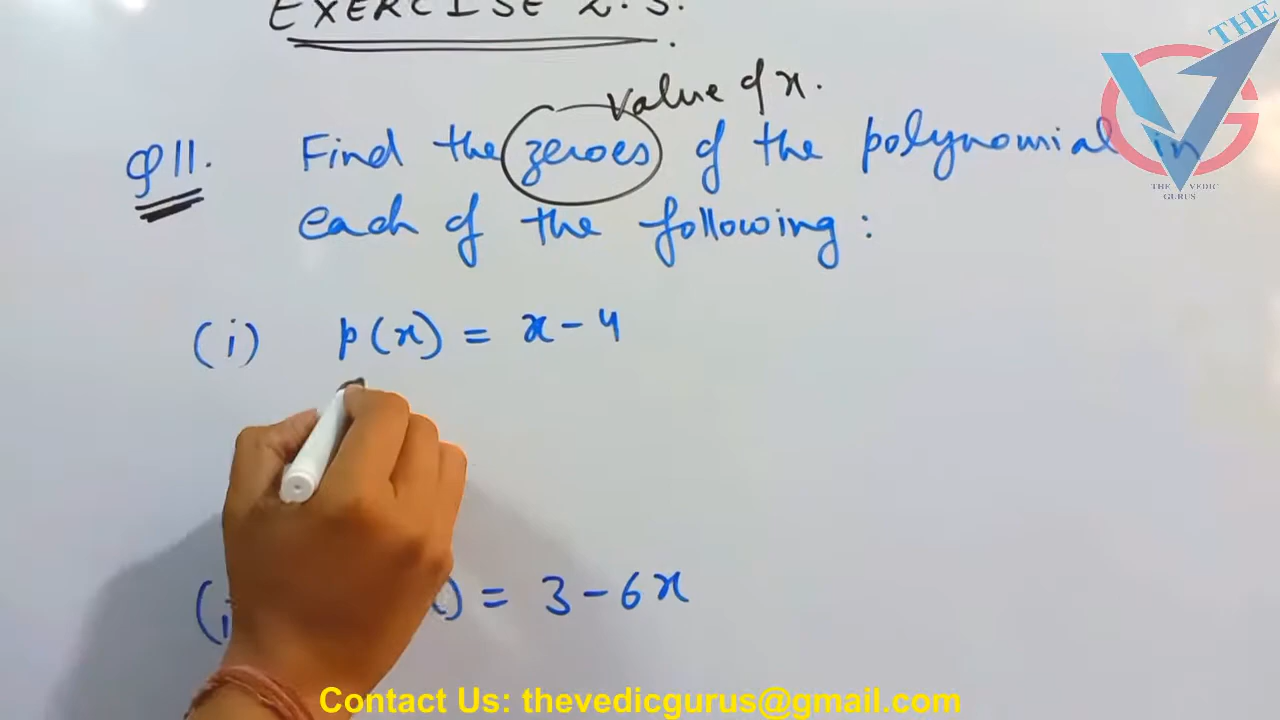 EXERCISE 2.3.
value of x.
Q11. Find the zeroes of the polynomial in
each of the following:
(i) p(x) = x - 4
= 3 - 6x
THE
THE VEDIC
GURUS
Contact Us: thevedicgurus@gmail.com